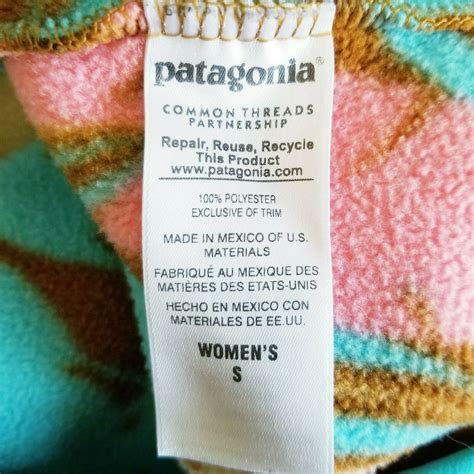 patagonia®
COMMON THREADS
PARTNERSHIP
Repair, Reuse, Recycle
This Product
www.patagonia.com
100% POLYESTER
EXCLUSIVE OF TRIM
MADE IN MEXICO OF U.S.
MATERIALS
FABRIQUÉ AU MEXIQUE DES
MATIÈRES DES ETATS-UNIS
HECHO EN MEXICO CON
MATERIALES DE EE.UU.
WOMEN'S
S